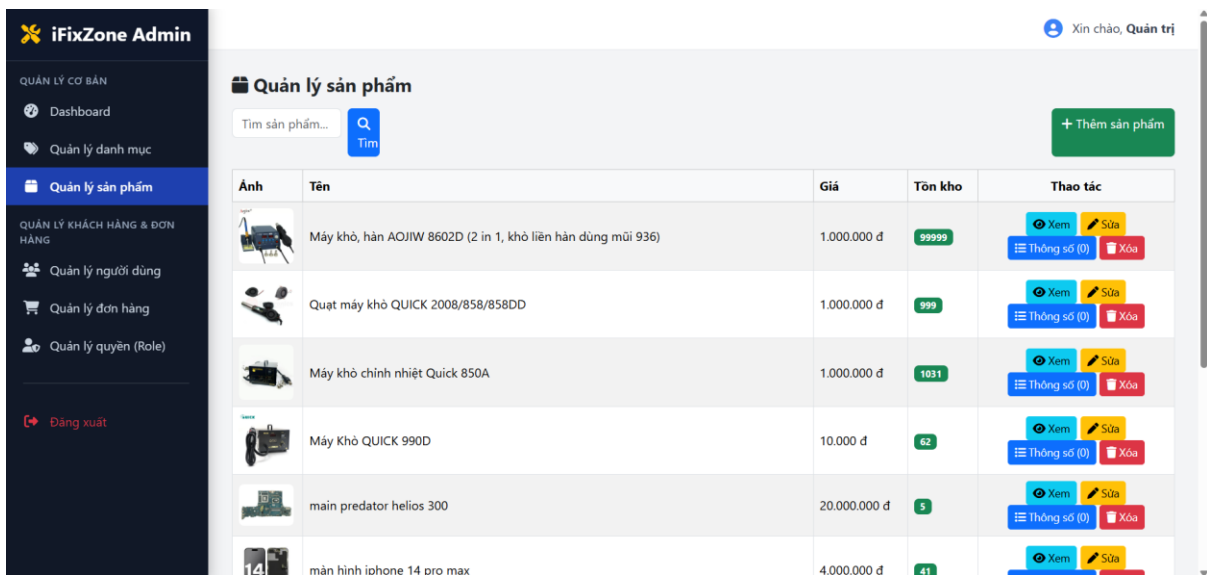 iFixZone Admin
Xin chào, Quản trị
QUẢN LÝ CƠ BẢN
Dashboard
Quản lý danh mục
Quản lý sản phẩm
QUẢN LÝ KHÁCH HÀNG & ĐƠN
HÀNG
Quản lý người dùng
Quản lý đơn hàng
Quản lý quyền (Role)
Đăng xuất
Quản lý sản phẩm
Tìm sản phẩm...
Tìm
+ Thêm sản phẩm
Ảnh Tên Giá Tồn kho Thao tác
Máy khò, hàn AOJIW 8602D (2 in 1, khò liền hàn dùng mũi 936) 1.000.000 đ 99999 Xem Sửa
Thông số (0) Xóa
Quạt máy khò QUICK 2008/858/858DD 1.000.000 đ 999 Xem Sửa
Thông số (0) Xóa
Máy khò chỉnh nhiệt Quick 850A 1.000.000 đ 1031 Xem Sửa
Thông số (0) Xóa
Máy Khò QUICK 990D 10.000 đ 62 Xem Sửa
Thông số (0) Xóa
main predator helios 300 20.000.000 đ 5 Xem Sửa
Thông số (0) Xóa
14 màn hình iphone 14 pro max 4.000.000 đ 41 Xem Sửa